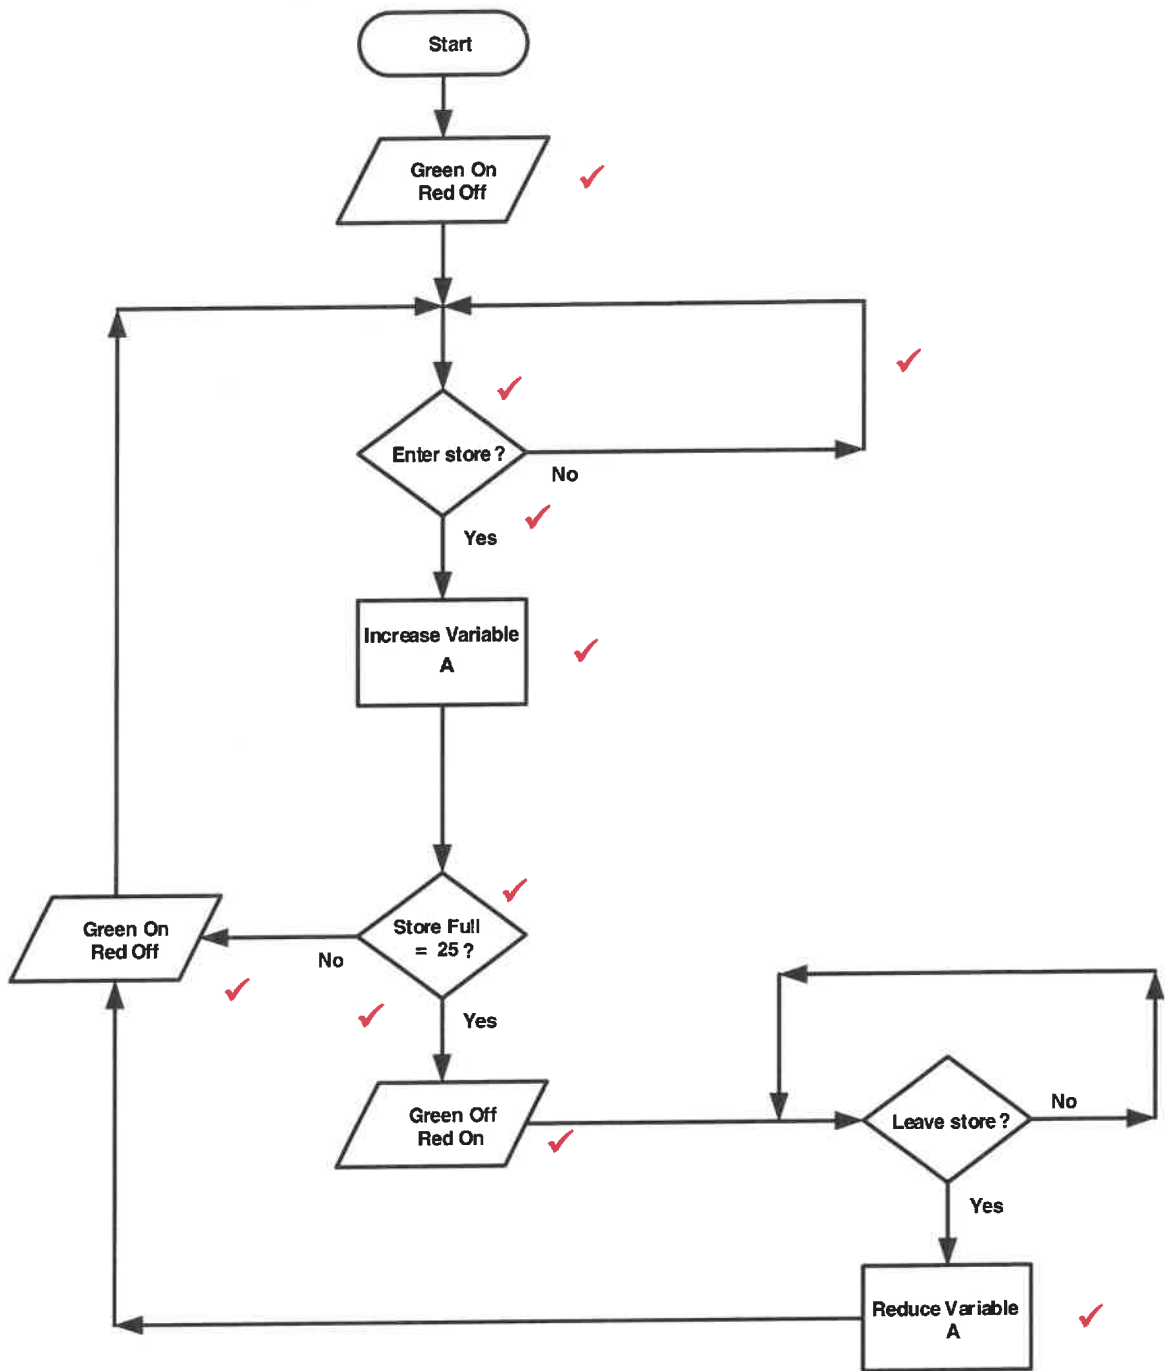 Start
Green On
Red Off
Enter store?
No
Yes
Increase Variable
A
Store Full
= 25?
No
Green On
Red Off
Yes
Green Off
Red On
Leave store?
No
Yes
Reduce Variable
A